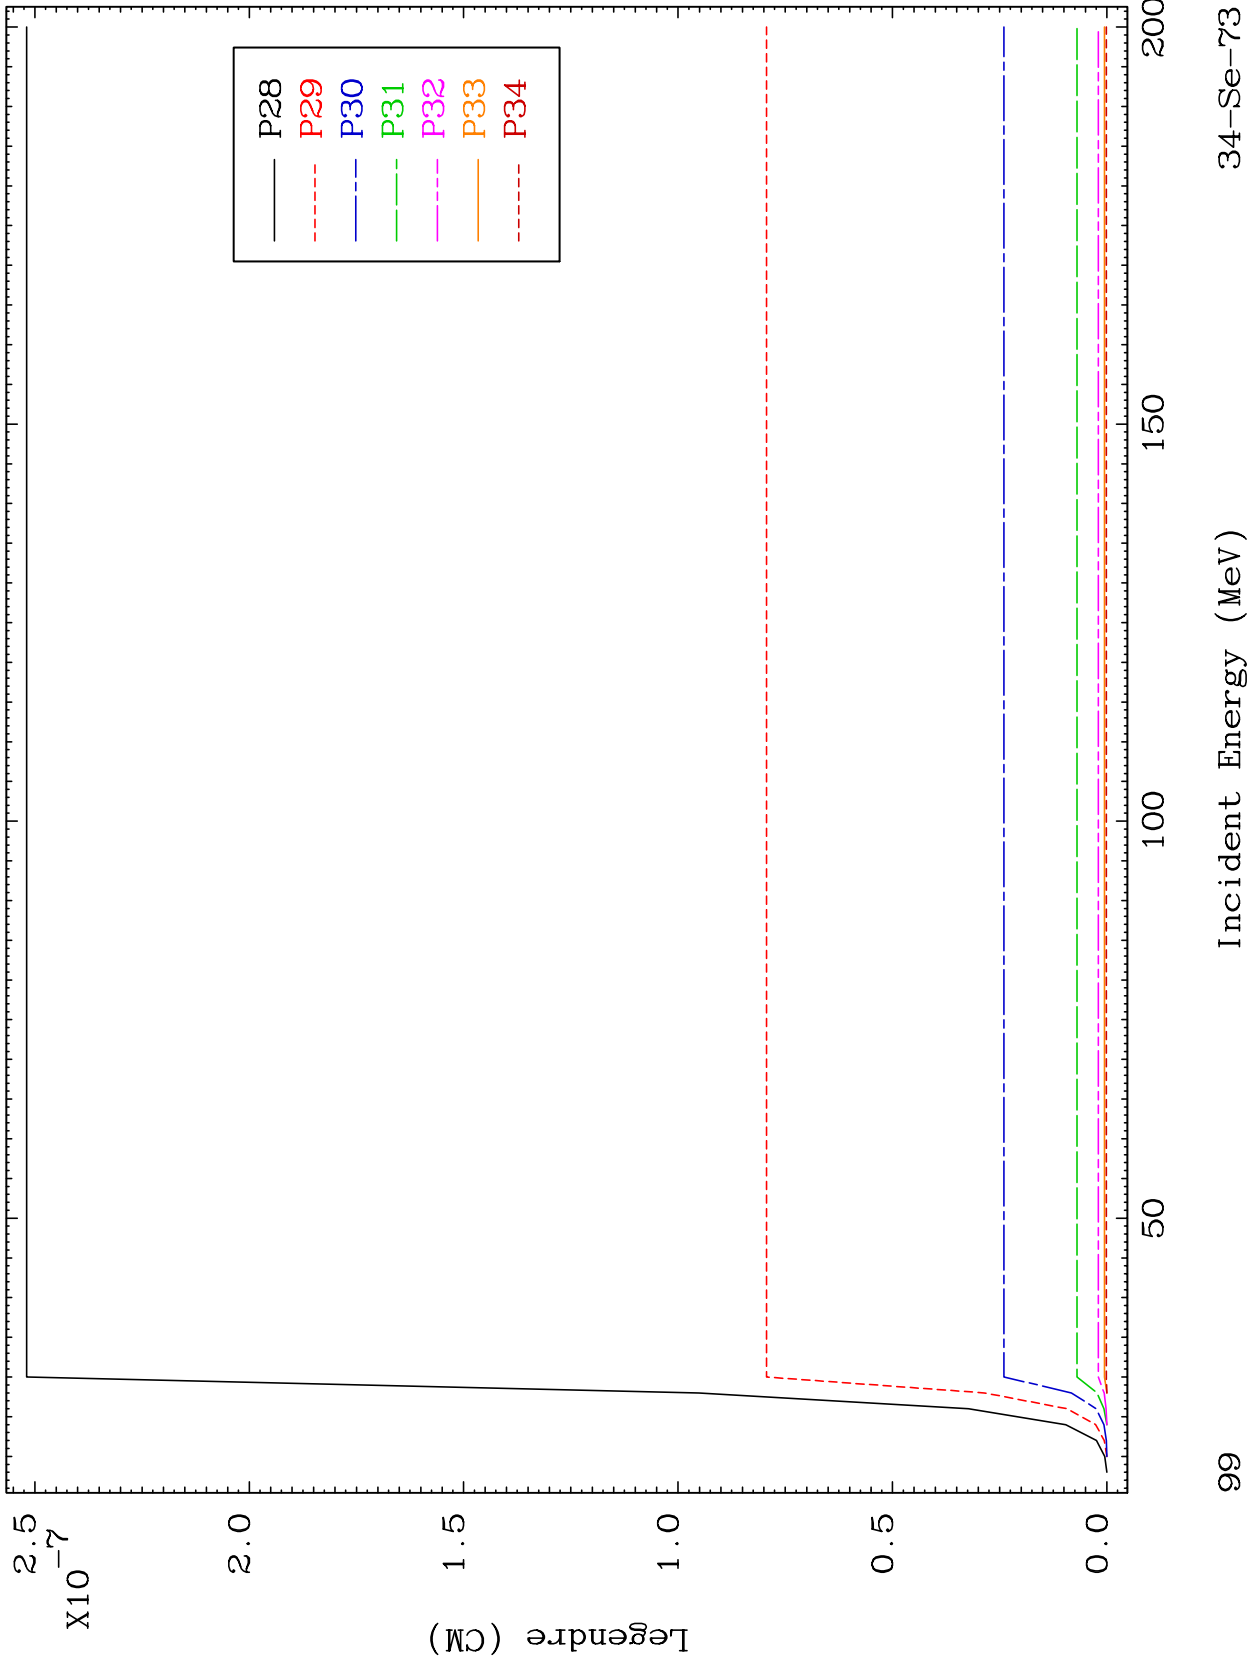 2.5
2.0
1.5
1.0
0.5
0.0
X10
-7
Legendre (CM)
P28
P29
P30
P31
P32
P33
P34
50
100
150
200
Incident Energy (MeV)
99
34-Se-73